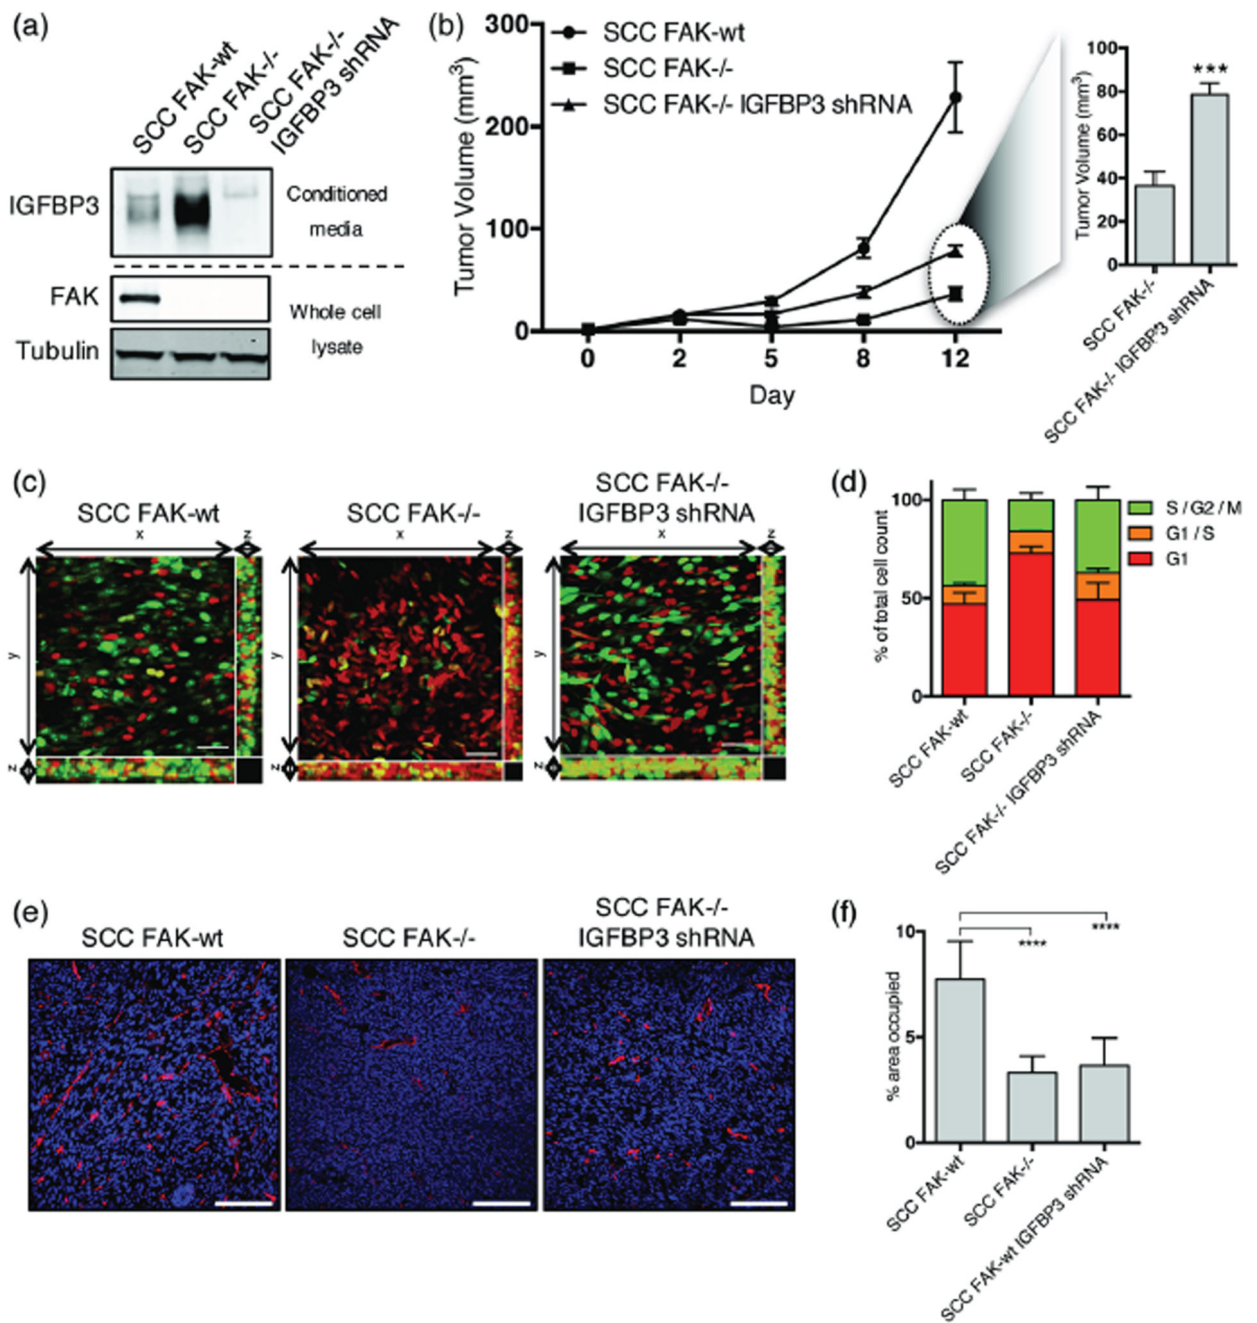 (a)
SCC FAK-wt
SCC FAK-/-
SCC FAK-/-
IGFBP3 shRNA
IGFBP3
Conditioned
media
FAK
Whole cell
Tubulin
lysate
(b)
300
200
100
0
Tumor Volume (mm³)
SCC FAK-wt
SCC FAK-/-
SCC FAK-/- IGFBP3 shRNA
0 2 5 8 12
Day
100
80
60
40
20
0
Tumor Volume (mm³)
***
SCC FAK-/-
SCC FAK-/- IGFBP3 shRNA
(c)
SCC FAK-wt
SCC FAK-/-
SCC FAK-/-
IGFBP3 shRNA
x z
x z
x z
y
y
y
z
z
z
(d)
100
50
0
% of total cell count
S / G2 / M
G1 / S
G1
SCC FAK-wt
SCC FAK-/-
SCC FAK-/- IGFBP3 shRNA
(e)
SCC FAK-wt
SCC FAK-/-
SCC FAK-/-
IGFBP3 shRNA
(f)
10
5
0
% area occupied
****
****
SCC FAK-wt
SCC FAK-/-
SCC FAK-wt IGFBP3 shRNA